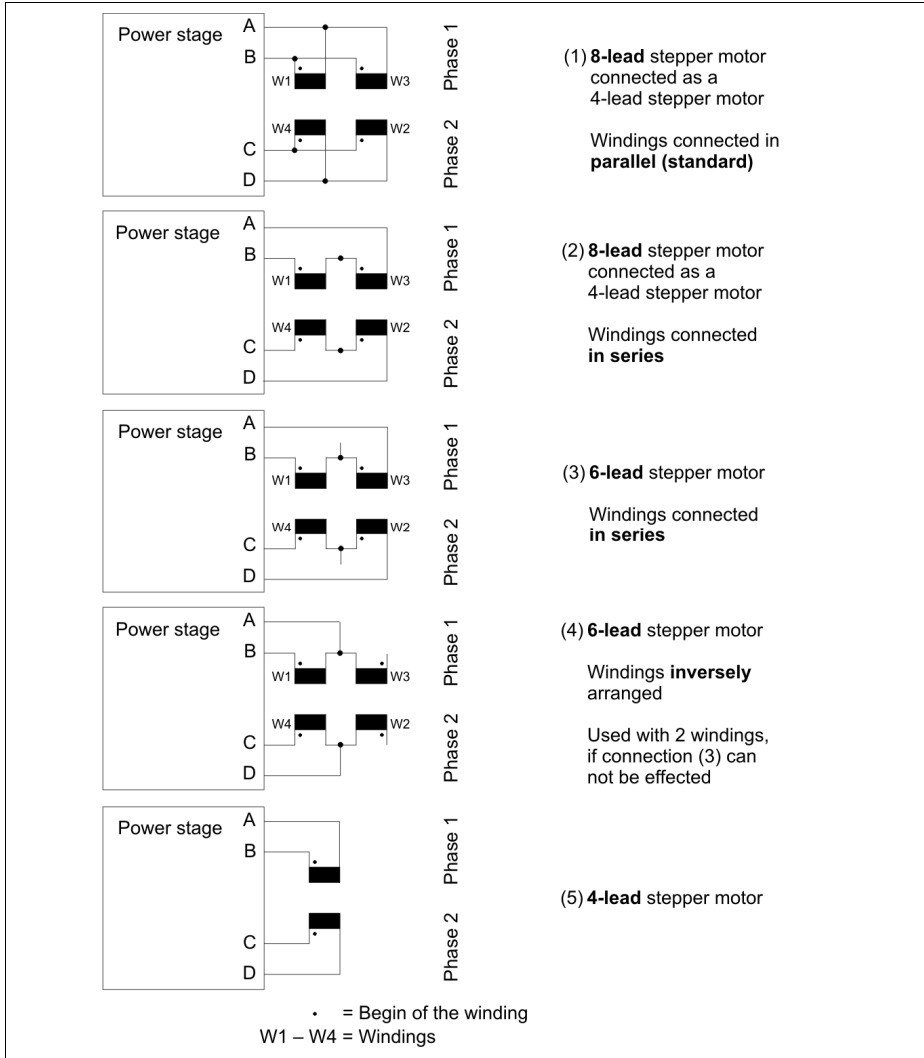 Power stage
A
B
C
D
W1
W3
W4
W2
Phase 1
Phase 2
(1) 8-lead stepper motor
connected as a
4-lead stepper motor
Windings connected in
parallel (standard)
Power stage
A
B
C
D
W1
W3
W4
W2
Phase 1
Phase 2
(2) 8-lead stepper motor
connected as a
4-lead stepper motor
Windings connected
in series
Power stage
A
B
C
D
W1
W3
W4
W2
Phase 1
Phase 2
(3) 6-lead stepper motor
Windings connected
in series
Power stage
A
B
C
D
W1
W3
W4
W2
Phase 1
Phase 2
(4) 6-lead stepper motor
Windings inversely
arranged
Used with 2 windings,
if connection (3) can
not be effected
Power stage
A
B
C
D
Phase 1
Phase 2
(5) 4-lead stepper motor
• = Begin of the winding
W1 – W4 = Windings